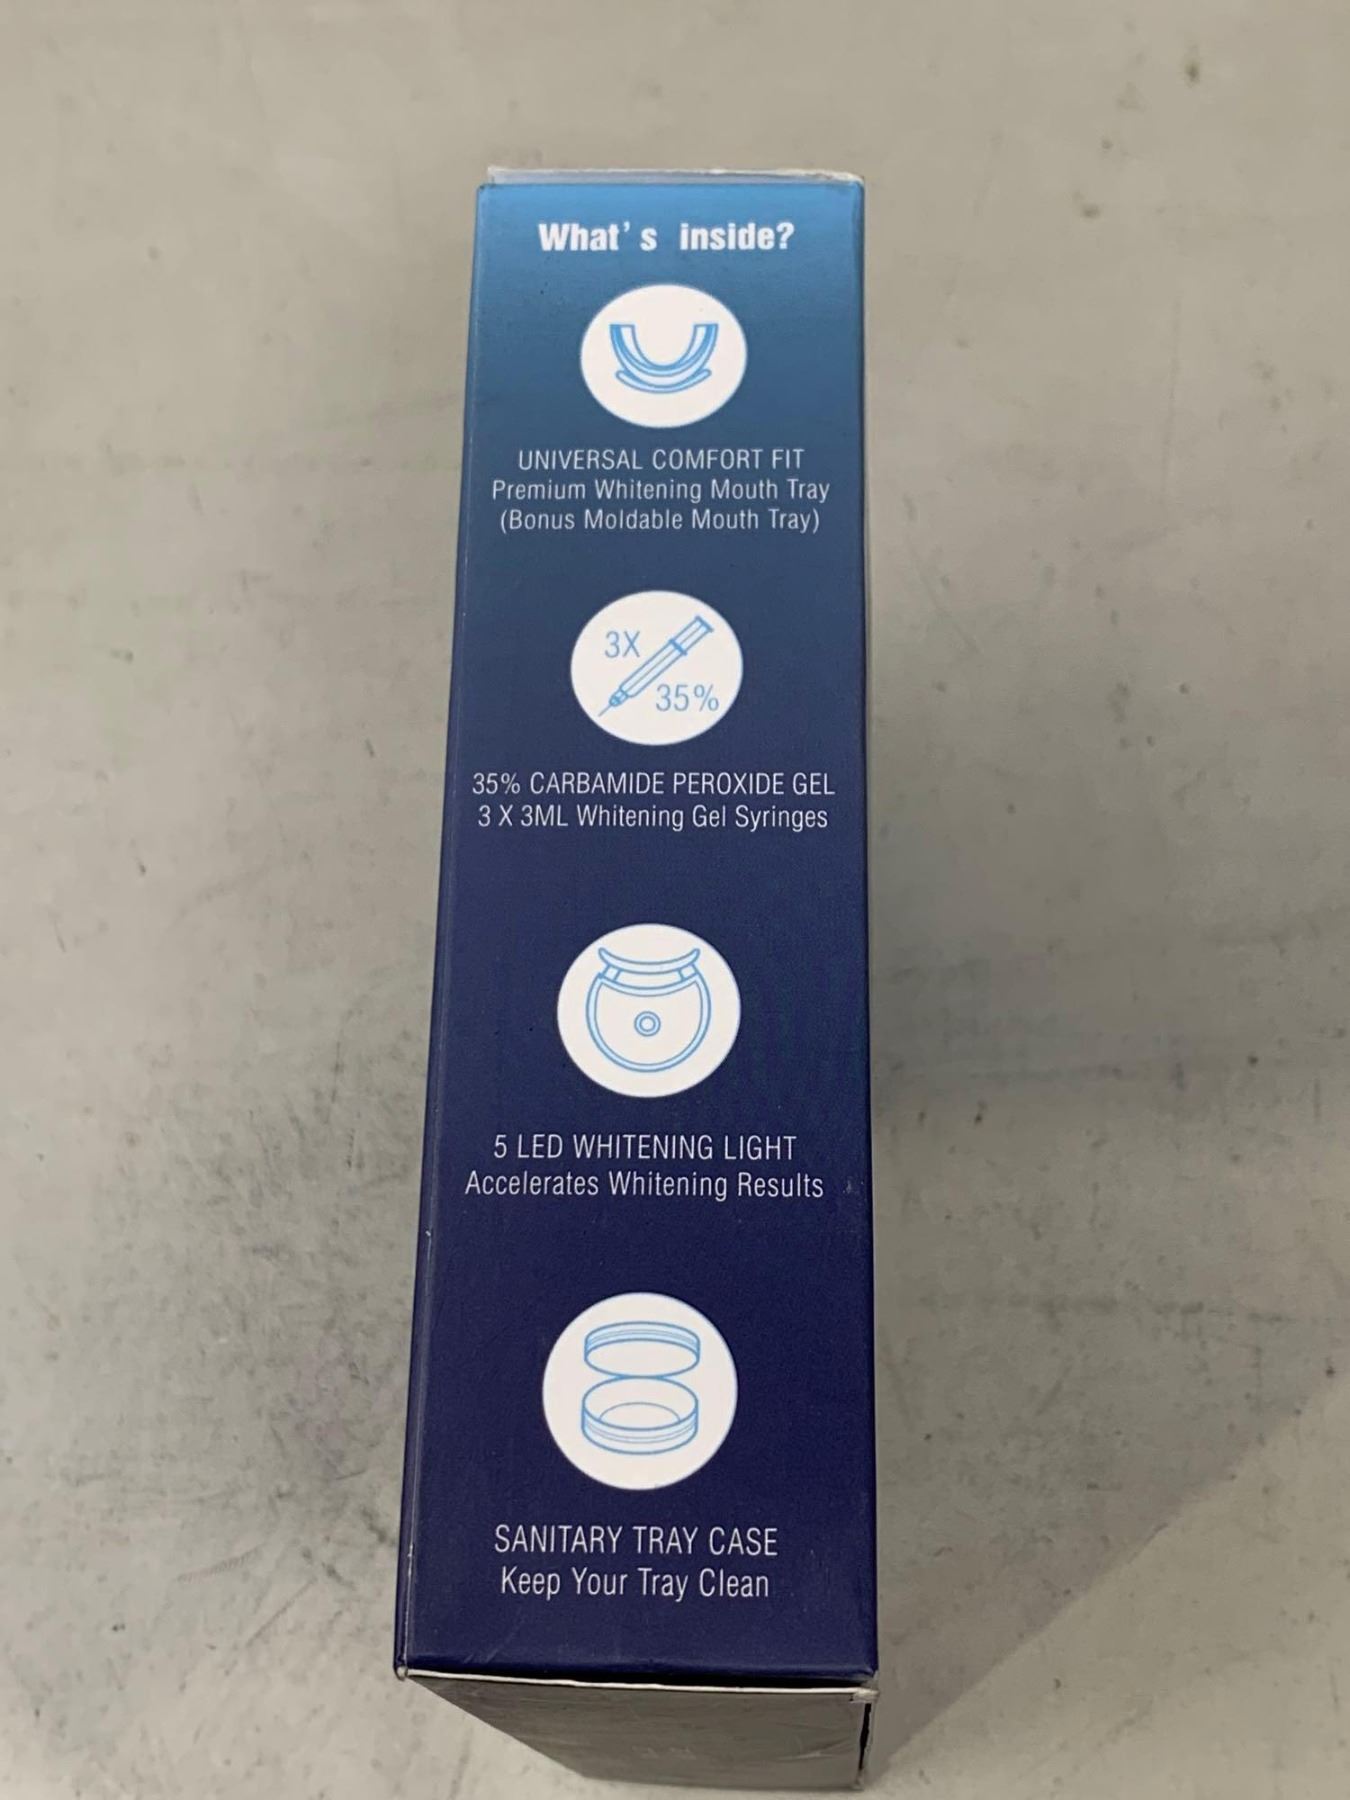 What's inside?
UNIVERSAL COMFORT FIT
Premium Whitening Mouth Tray
(Bonus Moldable Mouth Tray)
3X
35%
35% CARBAMIDE PEROXIDE GEL
3 X 3ML Whitening Gel Syringes
5 LED WHITENING LIGHT
Accelerates Whitening Results
SANITARY TRAY CASE
Keep Your Tray Clean